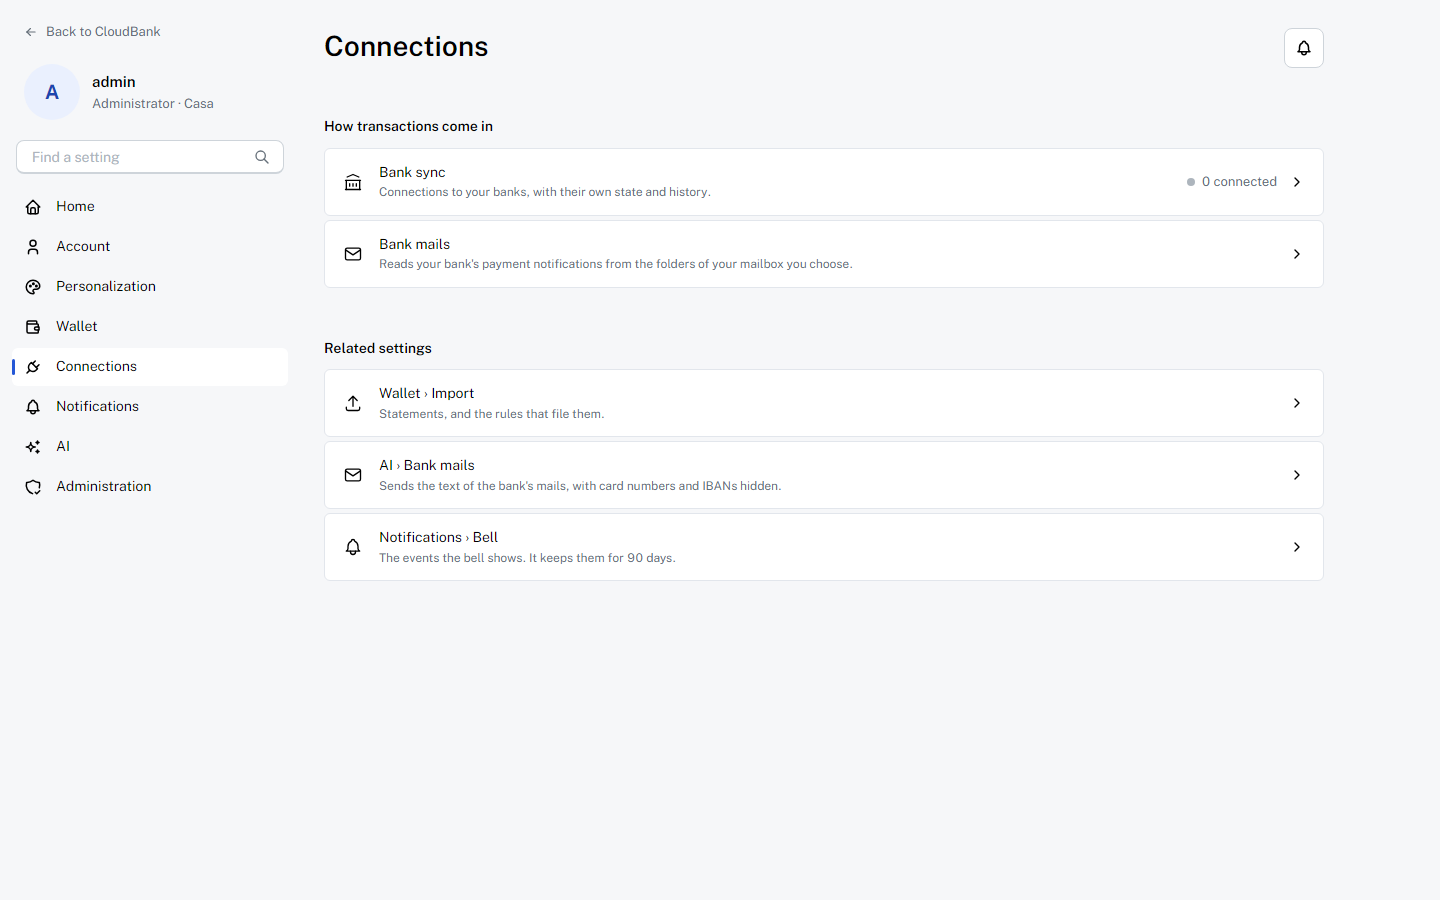 Back to CloudBank
A
admin
Administrator · Casa
Find a setting
Home
Account
Personalization
Wallet
Connections
Notifications
AI
Administration
Connections
How transactions come in
Bank sync
Connections to your banks, with their own state and history.
0 connected
Bank mails
Reads your bank's payment notifications from the folders of your mailbox you choose.
Related settings
Wallet › Import
Statements, and the rules that file them.
AI › Bank mails
Sends the text of the bank's mails, with card numbers and IBANs hidden.
Notifications › Bell
The events the bell shows. It keeps them for 90 days.